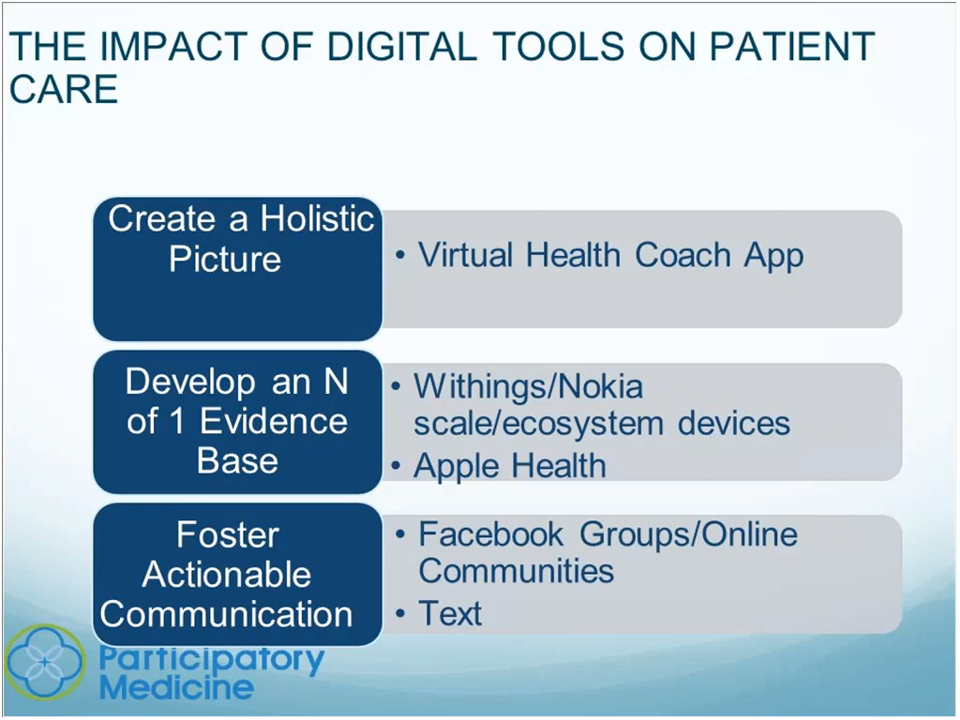 THE IMPACT OF DIGITAL TOOLS ON PATIENT
CARE
Create a Holistic
Picture
• Virtual Health Coach App
Develop an N
of 1 Evidence
Base
• Withings/Nokia
scale/ecosystem devices
• Apple Health
Foster
Actionable
Communication
• Facebook Groups/Online
Communities
• Text
Participatory
Medicine